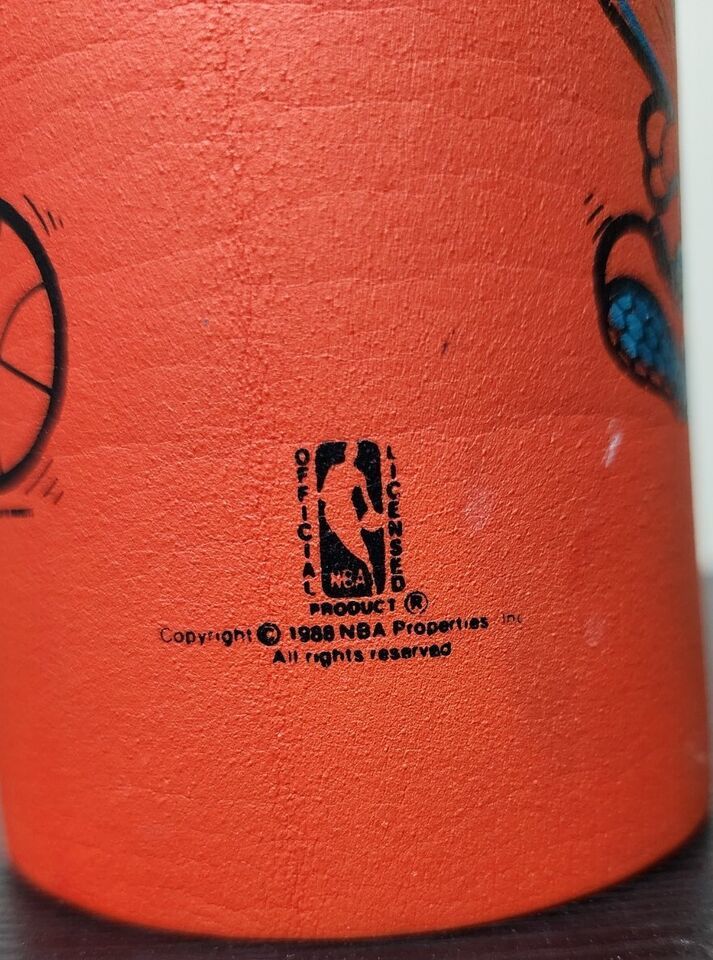 OFFICIAL
LICENSED
NBA
PRODUCT ®
Copyright © 1988 NBA Properties Inc
All rights reserved